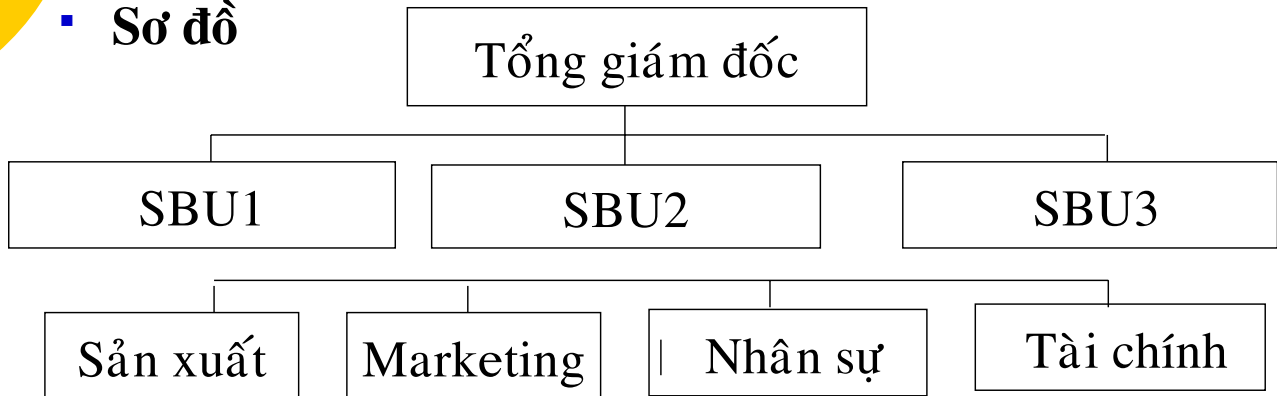 Sơ đồ
Tổng giám đốc
SBU1
SBU2
SBU3
Sản xuất
Marketing
Nhân sự
Tài chính